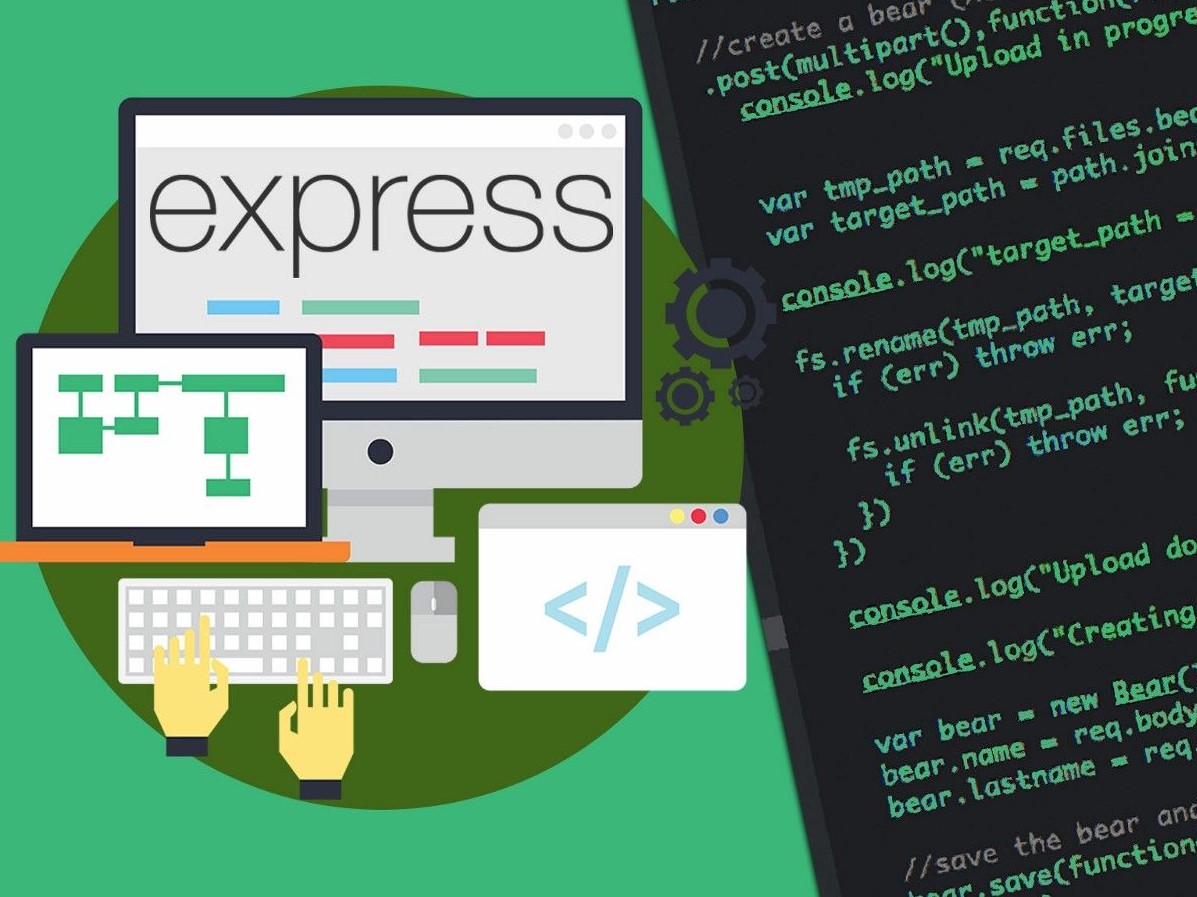 express
</>
//create a bear
.post(multipart(),function(
console.log("Upload in progre
var tmp_path = req.files.bea
var target_path = path.join
console.log("target_path =
fs.rename(tmp_path, target
if (err) throw err;
fs.unlink(tmp_path, fu
if (err) throw err;
})
})
console.log("Upload do
console.log("Creating
var bear = new Bear(
bear.name = req.body
bear.lastname = req.
//save the bear and
bear.save(function